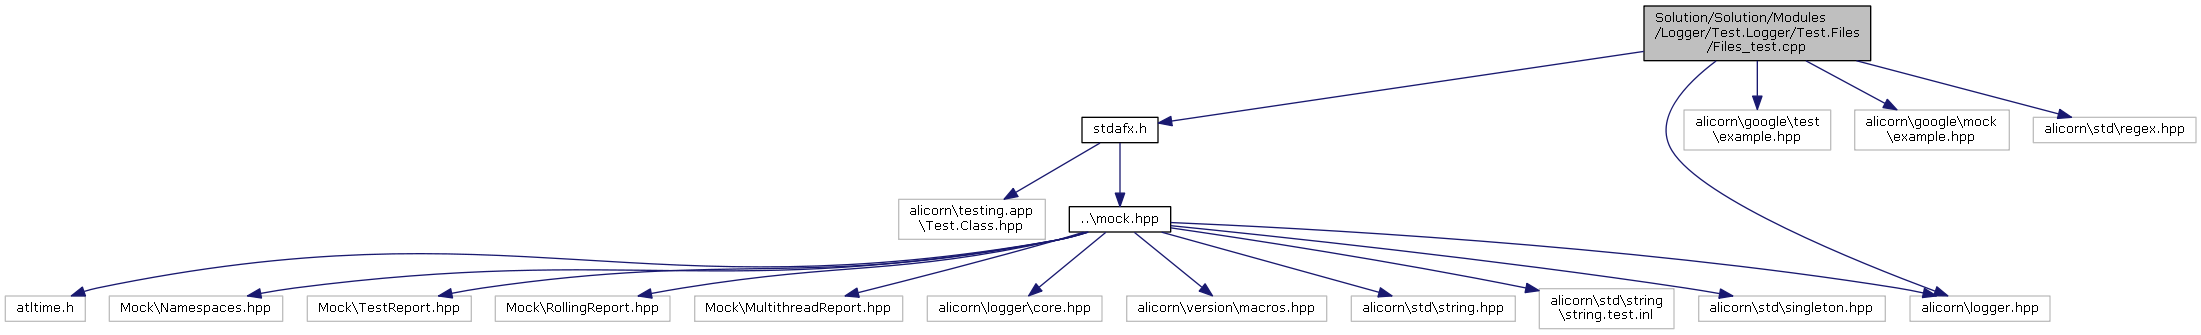 Solution/Solution/Modules
/Logger/Test.Logger/Test.Files
/Files_test.cpp
stdafx.h
alicorn\google\test
\example.hpp
alicorn\google\mock
\example.hpp
alicorn\std\regex.hpp
alicorn\testing.app
\Test.Class.hpp
..\mock.hpp
atltime.h
Mock\Namespaces.hpp
Mock\TestReport.hpp
Mock\RollingReport.hpp
Mock\MultithreadReport.hpp
alicorn\logger\core.hpp
alicorn\version\macros.hpp
alicorn\std\string.hpp
alicorn\std\string
\string.test.inl
alicorn\std\singleton.hpp
alicorn\logger.hpp